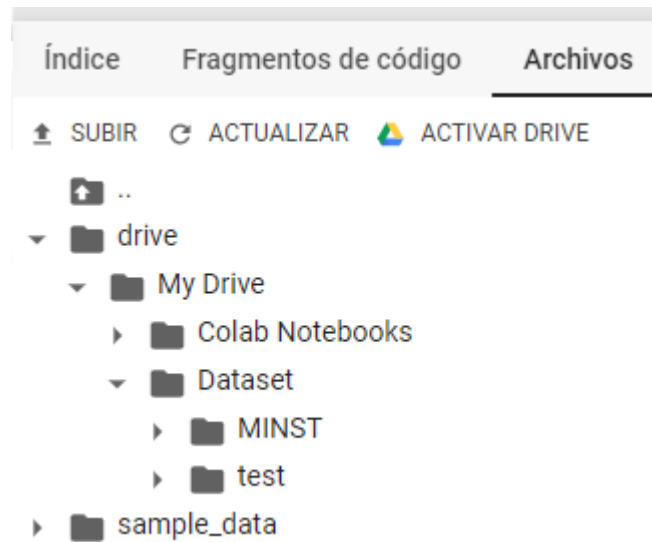 Índice Fragmentos de código Archivos
SUBIR ACTUALIZAR ACTIVAR DRIVE
..
drive
My Drive
Colab Notebooks
Dataset
MINST
test
sample_data